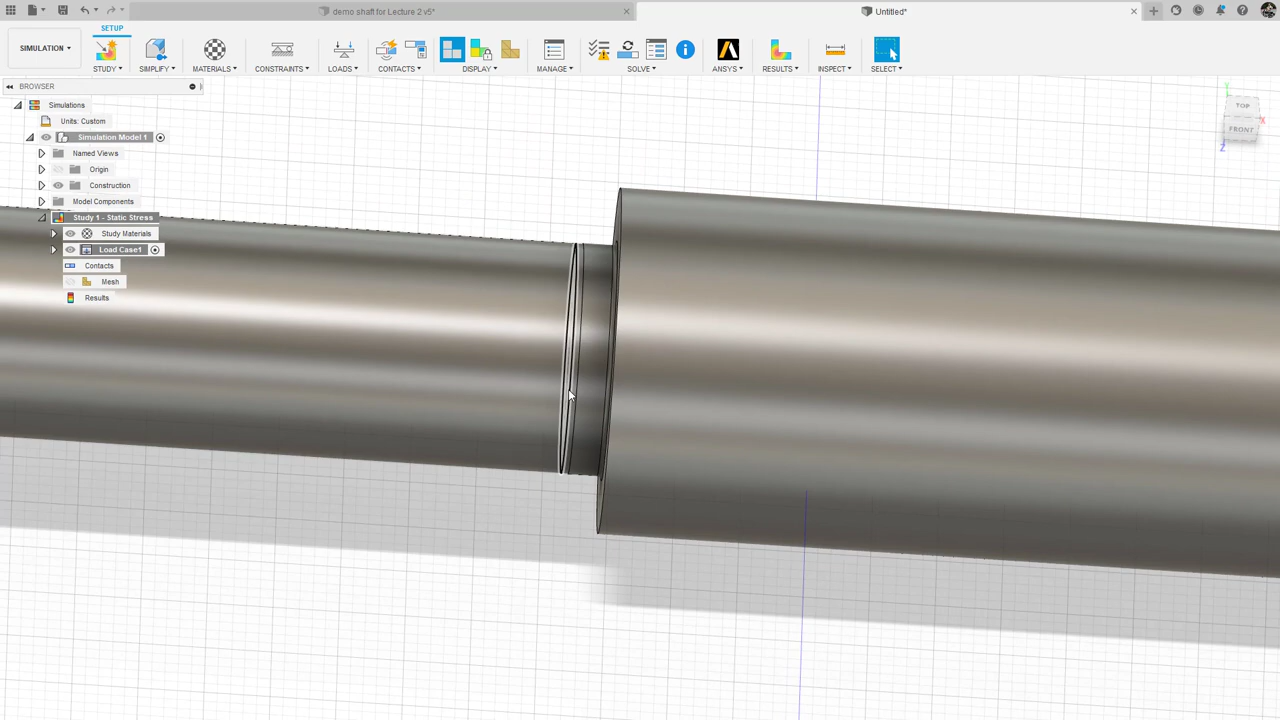 demo shaft for Lecture 2 v5*
Untitled*
SETUP
SIMULATION
STUDY
SIMPLIFY
MATERIALS
CONSTRAINTS
LOADS
CONTACTS
DISPLAY
MANAGE
SOLVE
ANSYS
RESULTS
INSPECT
SELECT
BROWSER
Simulations
Units: Custom
Simulation Model 1
Named Views
Origin
Construction
Model Components
Study 1 - Static Stress
Study Materials
Load Case1
Contacts
Mesh
Results
Y
TOP
X
FRONT
Z